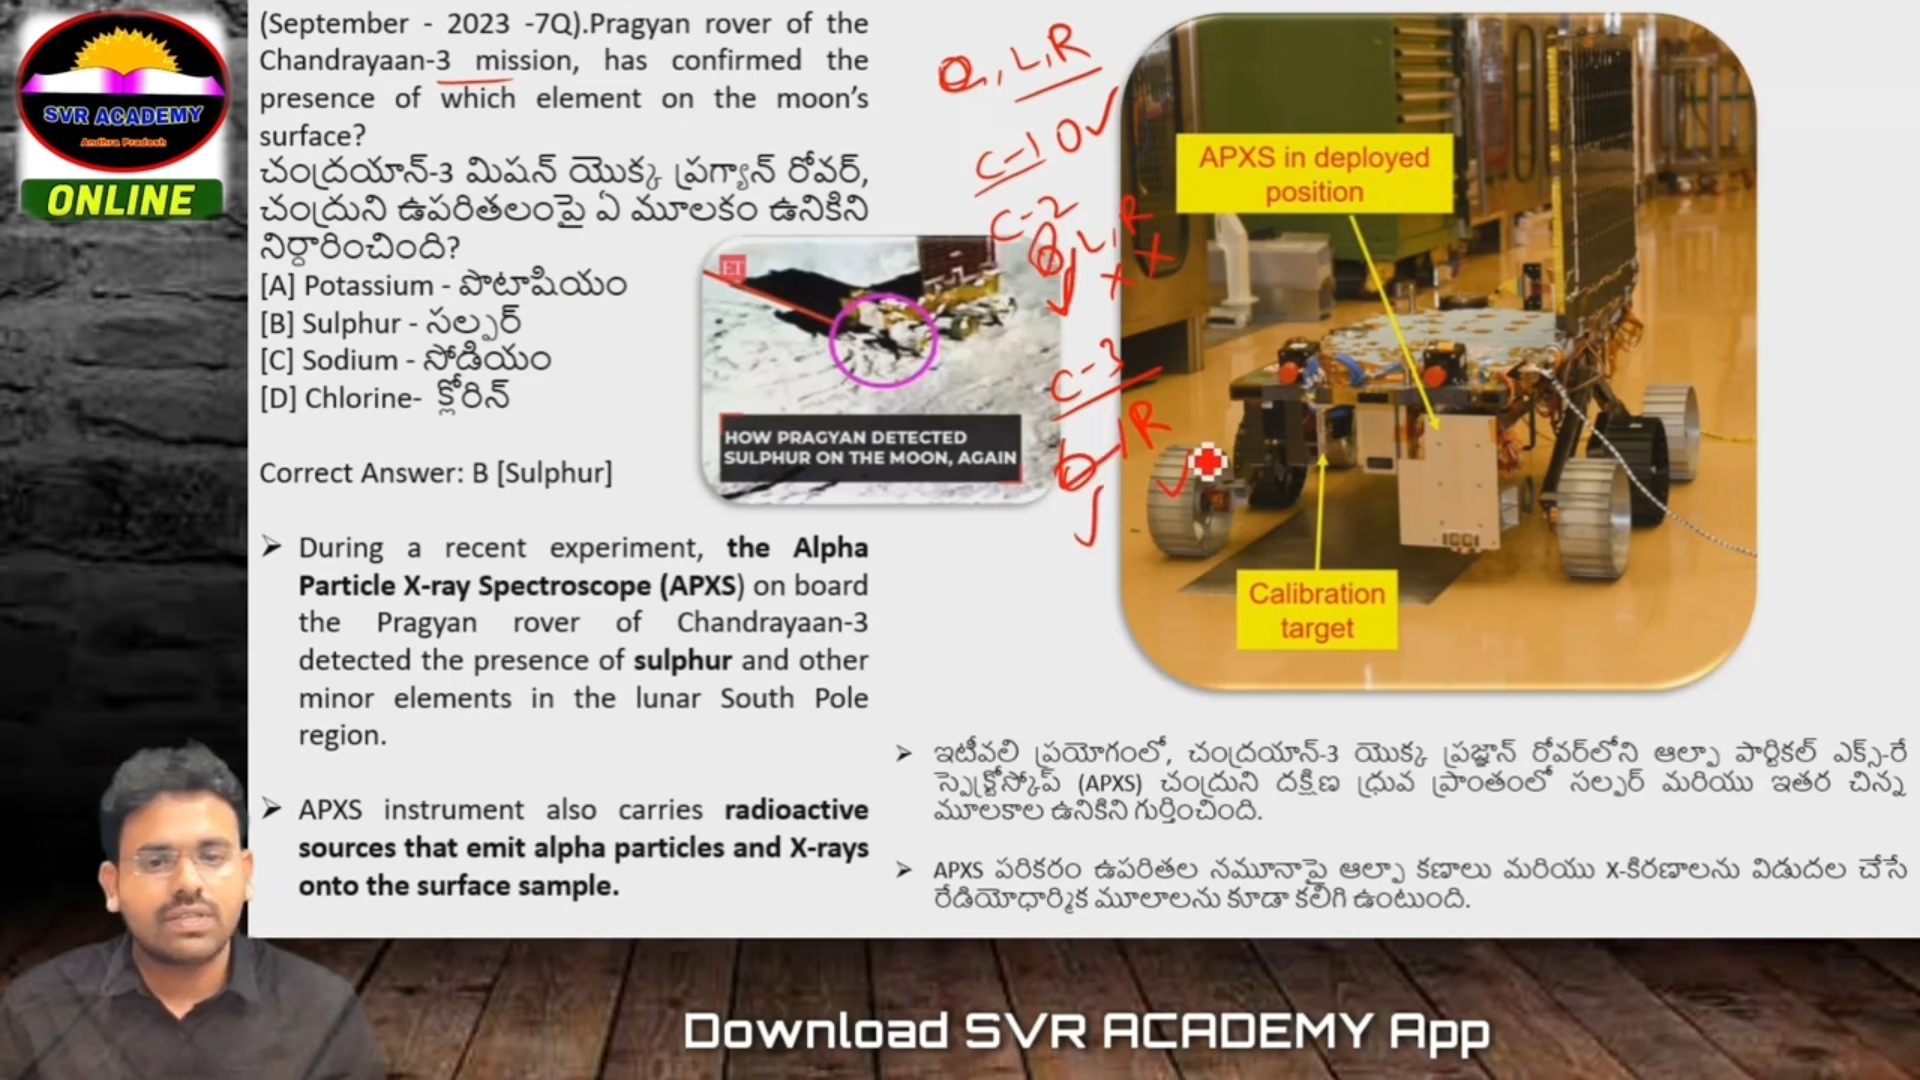 SVR ACADEMY
Andhra Pradesh
ONLINE
(September - 2023 -7Q).Pragyan rover of the
Chandrayaan-3 mission, has confirmed the
presence of which element on the moon’s
surface?
చంద్రయాన్-3 మిషన్ యొక్క ప్రగ్యాన్ రోవర్,
చంద్రుని ఉపరితలంపై ఏ మూలకం ఉనికిని
నిర్ధారించింది?
[A] Potassium - పొటాషియం
[B] Sulphur - సల్ఫర్
[C] Sodium - సోడియం
[D] Chlorine- క్లోరిన్
Correct Answer: B [Sulphur]
ET
HOW PRAGYAN DETECTED
SULPHUR ON THE MOON, AGAIN
➢ During a recent experiment, the Alpha
Particle X-ray Spectroscope (APXS) on board
the Pragyan rover of Chandrayaan-3
detected the presence of sulphur and other
minor elements in the lunar South Pole
region.
➢ APXS instrument also carries radioactive
sources that emit alpha particles and X-rays
onto the surface sample.
O, L, R
C-1 O
C-2
O, L, R
C-3
R
APXS in deployed
position
Calibration
target
➢ ఇటీవలి ప్రయోగంలో, చంద్రయాన్-3 యొక్క ప్రజ్ఞాన్ రోవర్‌లోని ఆల్ఫా పార్టికల్ ఎక్స్-రే
స్పెక్ట్రోస్కోప్ (APXS) చంద్రుని దక్షిణ ధ్రువ ప్రాంతంలో సల్ఫర్ మరియు ఇతర చిన్న
మూలకాల ఉనికిని గుర్తించింది.
➢ APXS పరికరం ఉపరితల నమూనాపై ఆల్ఫా కణాలు మరియు X-కిరణాలను విడుదల చేసే
రేడియోధార్మిక మూలాలను కూడా కలిగి ఉంటుంది.
Download SVR ACADEMY App